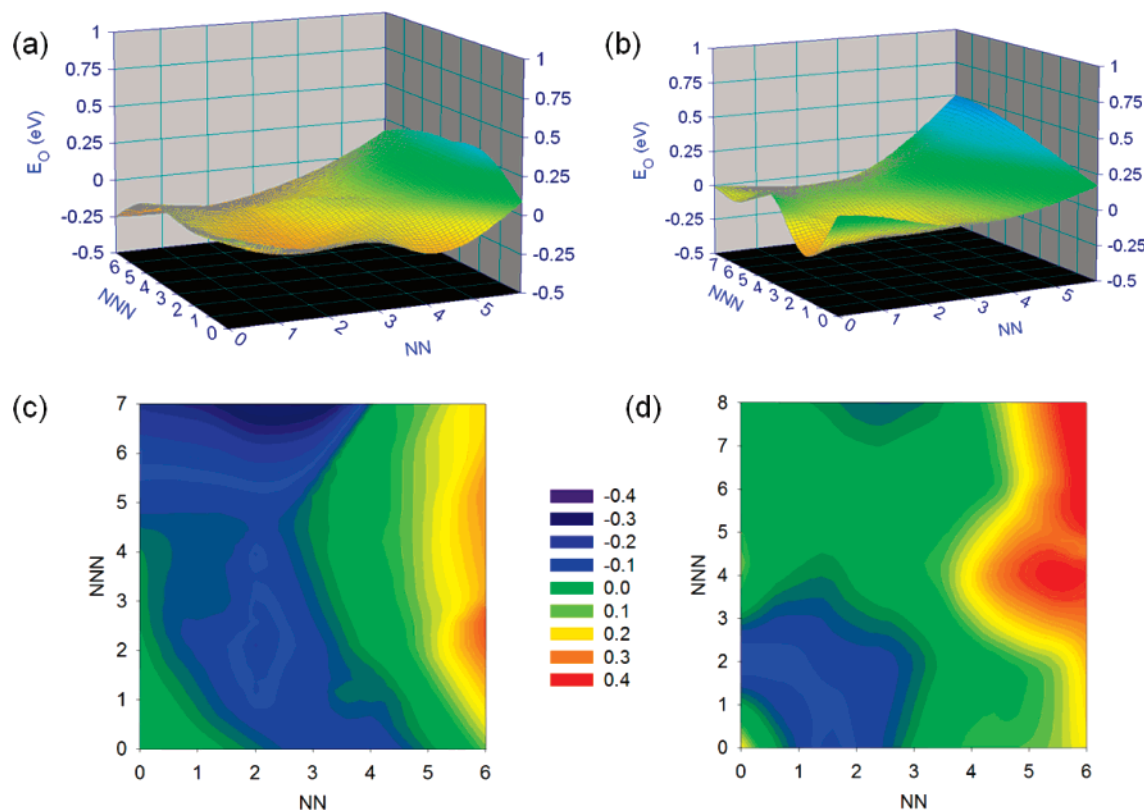 (a)
1
0.75
0.5
0.25
0
-0.25
-0.5
E_O (eV)
1
0.75
0.5
0.25
0
-0.25
-0.5
6 5 4 3 2 1 0
NNN
0 1 2 3 4 5
NN
(b)
1
0.75
0.5
0.25
0
-0.25
-0.5
E_O (eV)
1
0.75
0.5
0.25
0
-0.25
-0.5
7 6 5 4 3 2 1 0
NNN
0 1 2 3 4 5
NN
(c)
7
6
5
4
3
2
1
0
NNN
0 1 2 3 4 5 6
NN
-0.4
-0.3
-0.2
-0.1
0.0
0.1
0.2
0.3
0.4
(d)
8
7
6
5
4
3
2
1
0
NNN
0 1 2 3 4 5 6
NN